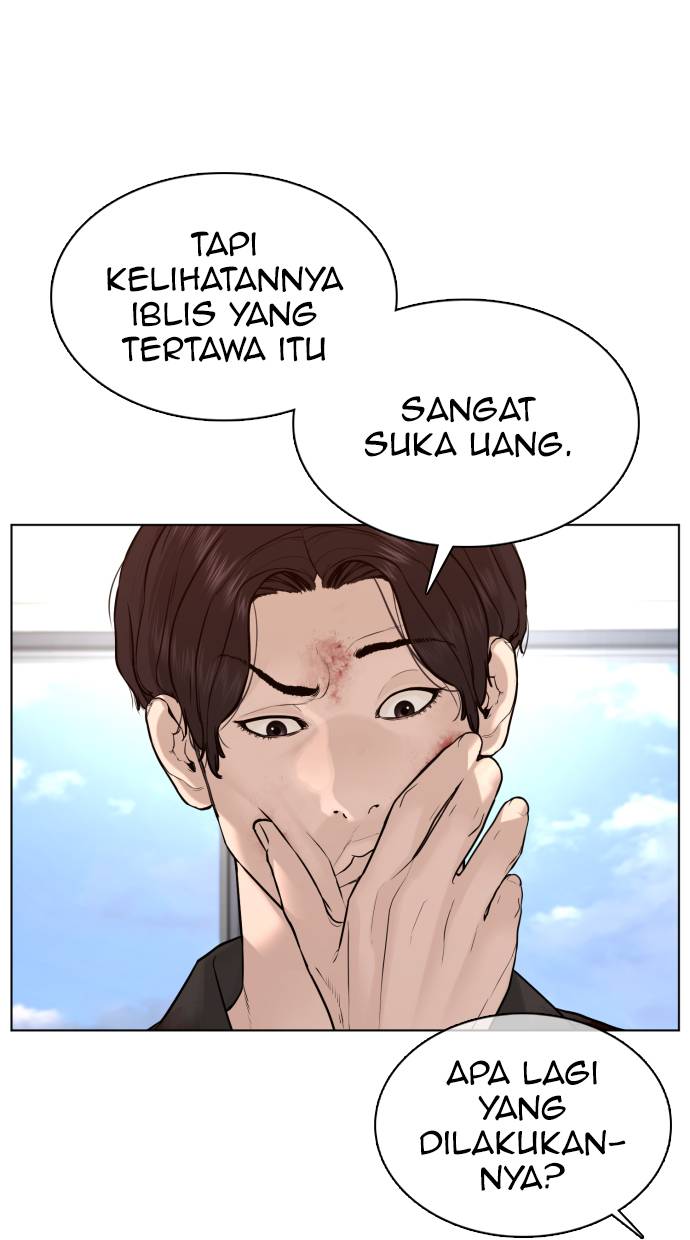 TAPI
KELIHATANNYA
IBLIS YANG
TERTAWA ITU
SANGAT
SUKA UANG.
APA LAGI
YANG
DILAKUKAN-
NYA?